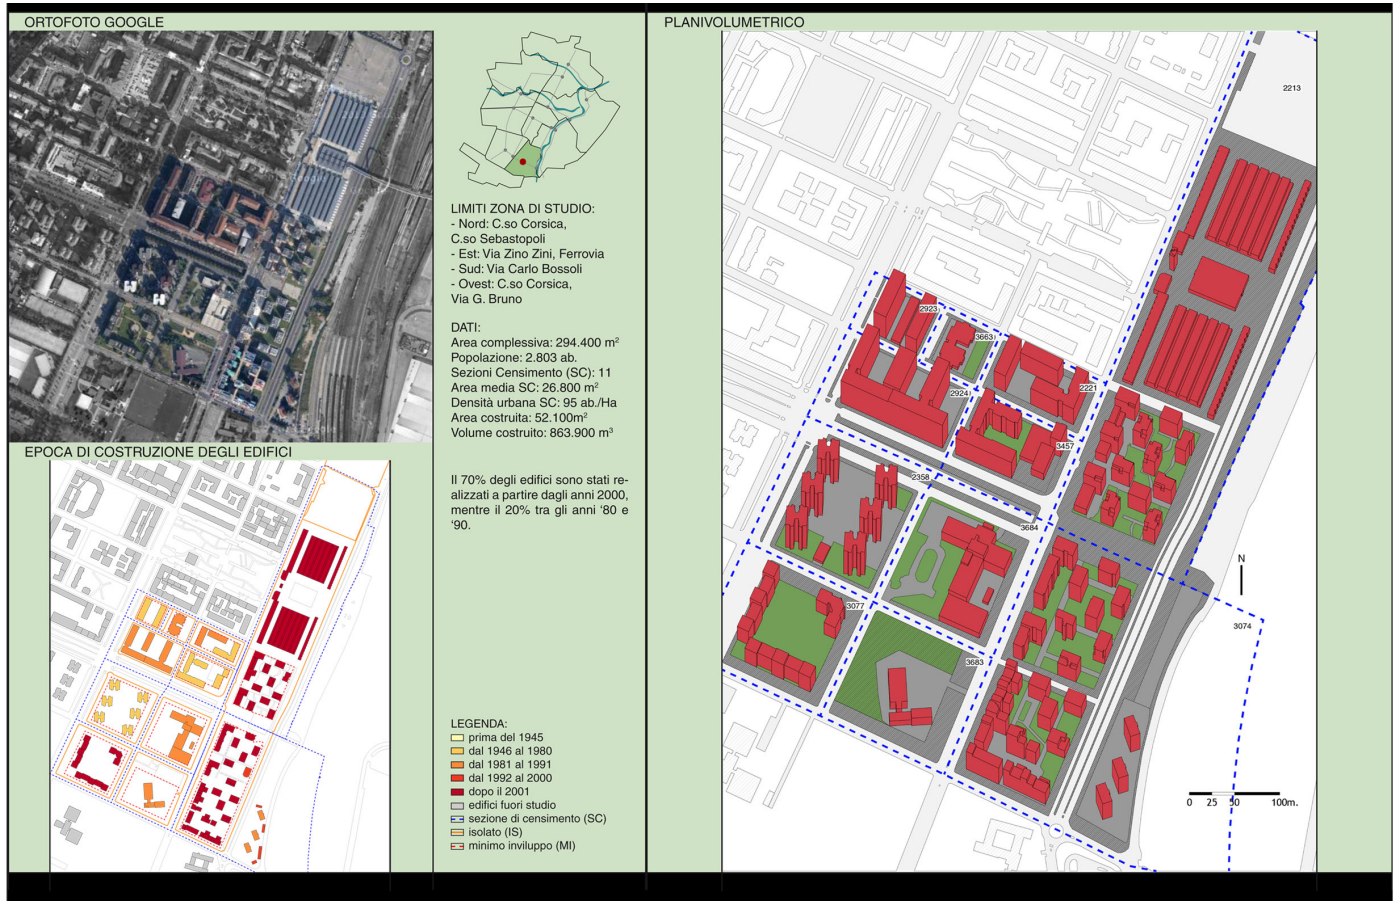 ORTOFOTO GOOGLE
LIMITI ZONA DI STUDIO:
- Nord: C.so Corsica,
C.so Sebastopoli
- Est: Via Zino Zini, Ferrovia
- Sud: Via Carlo Bossoli
- Ovest: C.so Corsica,
Via G. Bruno
DATI:
Area complessiva: 294.400 m²
Popolazione: 2.803 ab.
Sezioni Censimento (SC): 11
Area media SC: 26.800 m²
Densità urbana SC: 95 ab./Ha
Area costruita: 52.100m²
Volume costruito: 863.900 m³
Il 70% degli edifici sono stati re-
alizzati a partire dagli anni 2000,
mentre il 20% tra gli anni ‘80 e
‘90.
EPOCA DI COSTRUZIONE DEGLI EDIFICI
LEGENDA:
prima del 1945
dal 1946 al 1980
dal 1981 al 1991
dal 1992 al 2000
dopo il 2001
edifici fuori studio
sezione di censimento (SC)
isolato (IS)
minimo inviluppo (MI)
PLANIVOLUMETRICO
2213
2923
3663
2221
2924
3457
2358
3684
N
3077
3074
3683
0 25 50 100m.